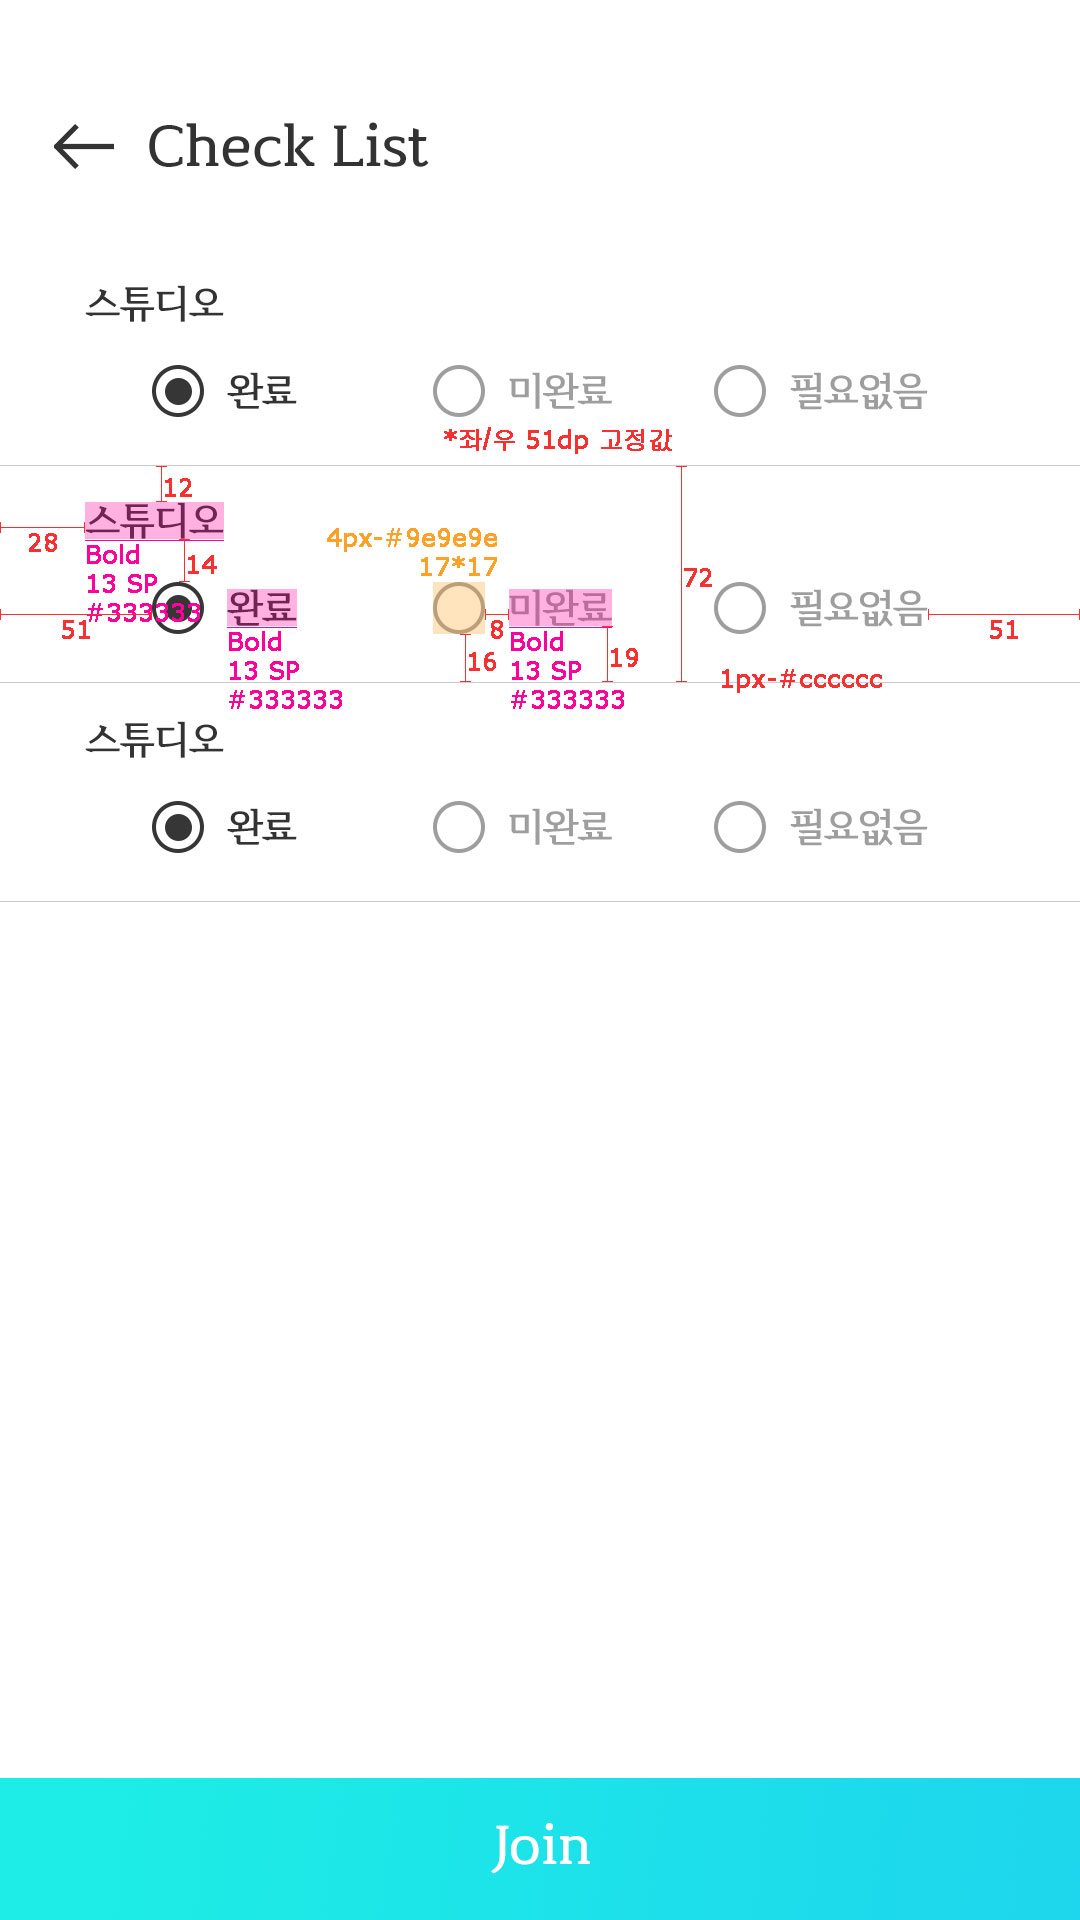 Check List
스튜디오
완료 미완료 필요없음
*좌/우 51dp 고정값
12
스튜디오
28
Bold
13 SP
#333333
14
4px-#9e9e9e
17*17
72
완료 미완료 필요없음
51
8
51
Bold
13 SP
#333333
16
Bold
13 SP
#333333
19
1px-#cccccc
스튜디오
완료 미완료 필요없음
Join